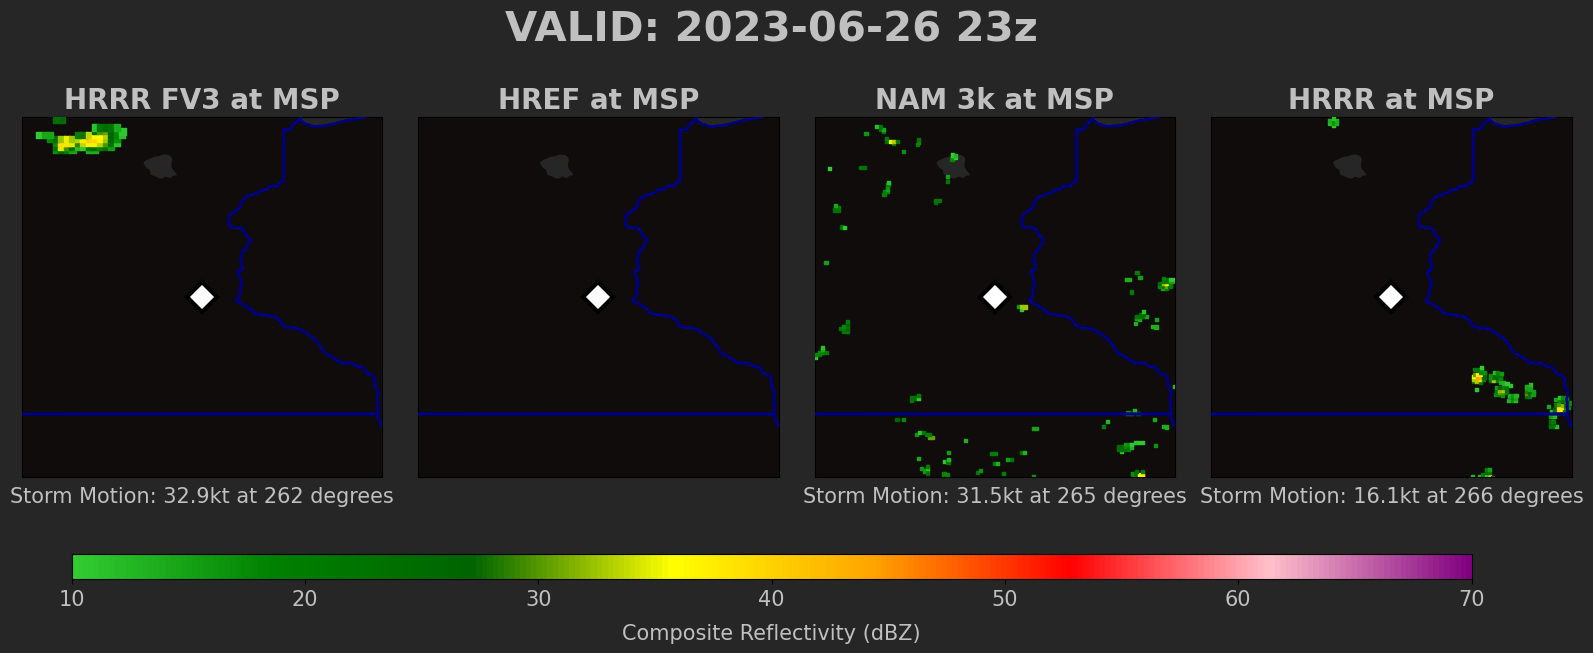 VALID: 2023-06-26 23z
HRRR FV3 at MSP
HREF at MSP
NAM 3k at MSP
HRRR at MSP
Storm Motion: 32.9kt at 262 degrees
Storm Motion: 31.5kt at 265 degrees
Storm Motion: 16.1kt at 266 degrees
10 20 30 40 50 60 70
Composite Reflectivity (dBZ)